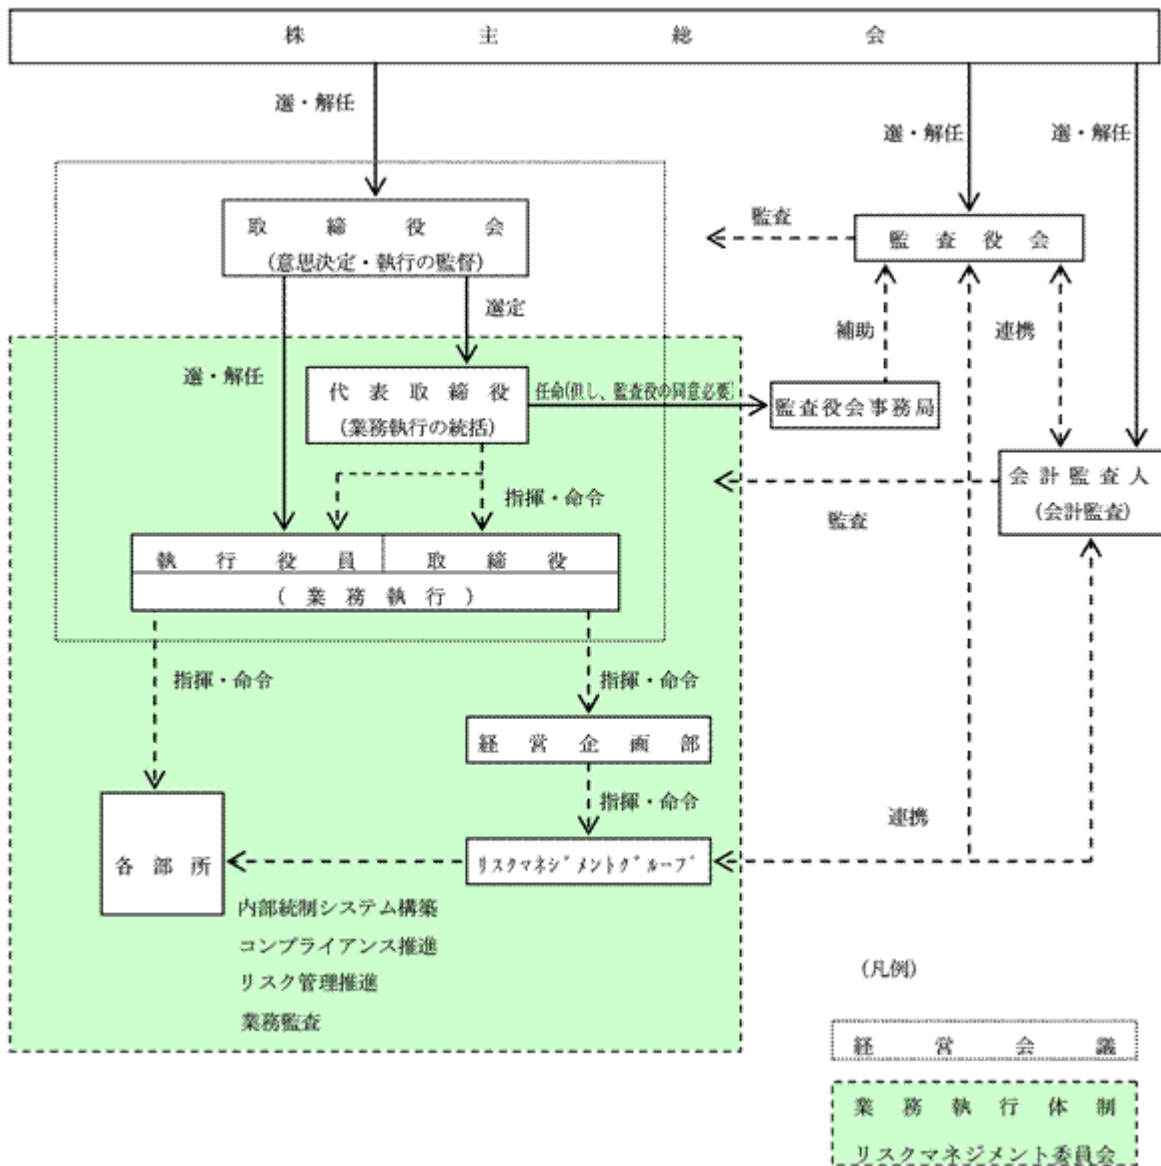 株主総会
選・解任
選・解任
選・解任
取締役会
(意思決定・執行の監督)
監査
監査役会
選定
補助
連携
選・解任
代表取締役
(業務執行の統括)
任命(但し、監査役の同意必要)
監査役会事務局
指揮・命令
監査
会計監査人
(会計監査)
執行役員
取締役
(業務執行)
指揮・命令
指揮・命令
経営企画部
指揮・命令
連携
各部所
リスクマネジメントグループ
内部統制システム構築
コンプライアンス推進
リスク管理推進
業務監査
(凡例)
経営会議
業務執行体制
リスクマネジメント委員会